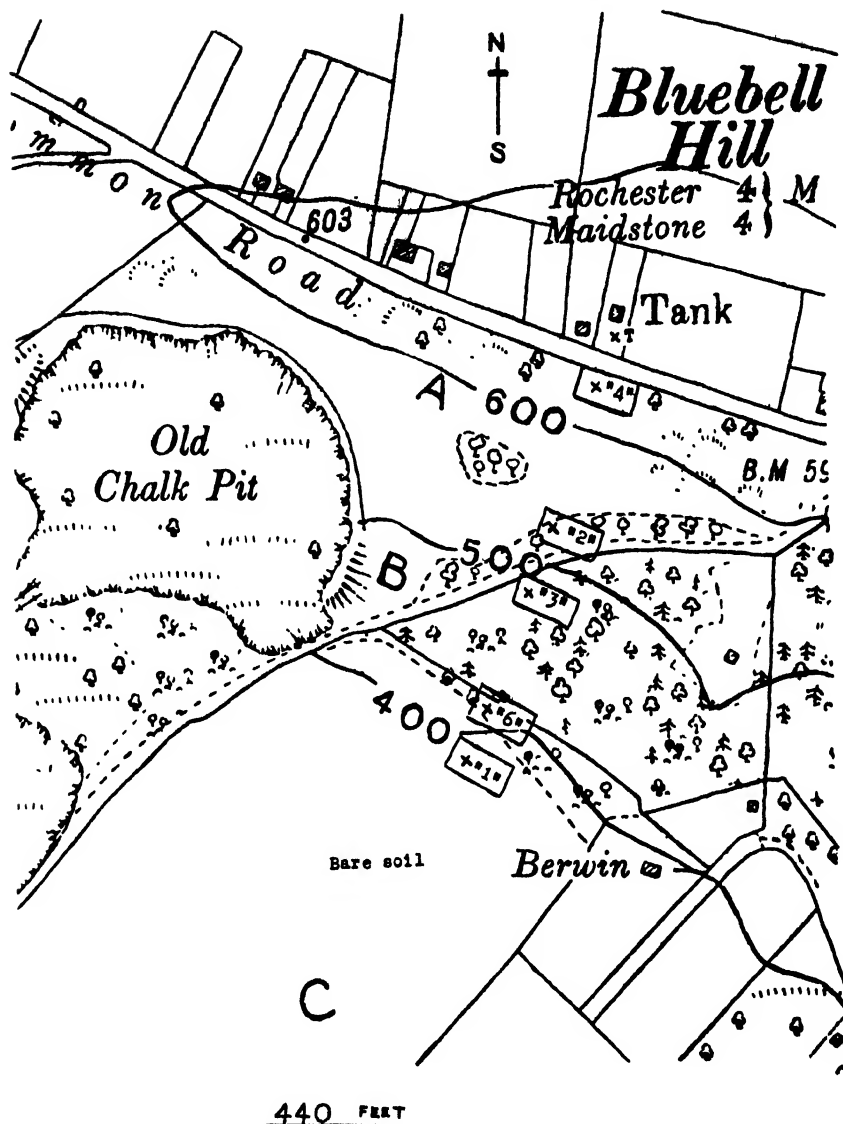 N
S
Bluebell
Hill
Rochester 4 } M
Maidstone 4 }
mmon
603
Road
Tank
x T
A
600
x "4"
Old
Chalk Pit
B.M 59
B
500
x "2"
x "3"
400
x "6"
x "1"
Bare soil
Berwin
C
440 FEET